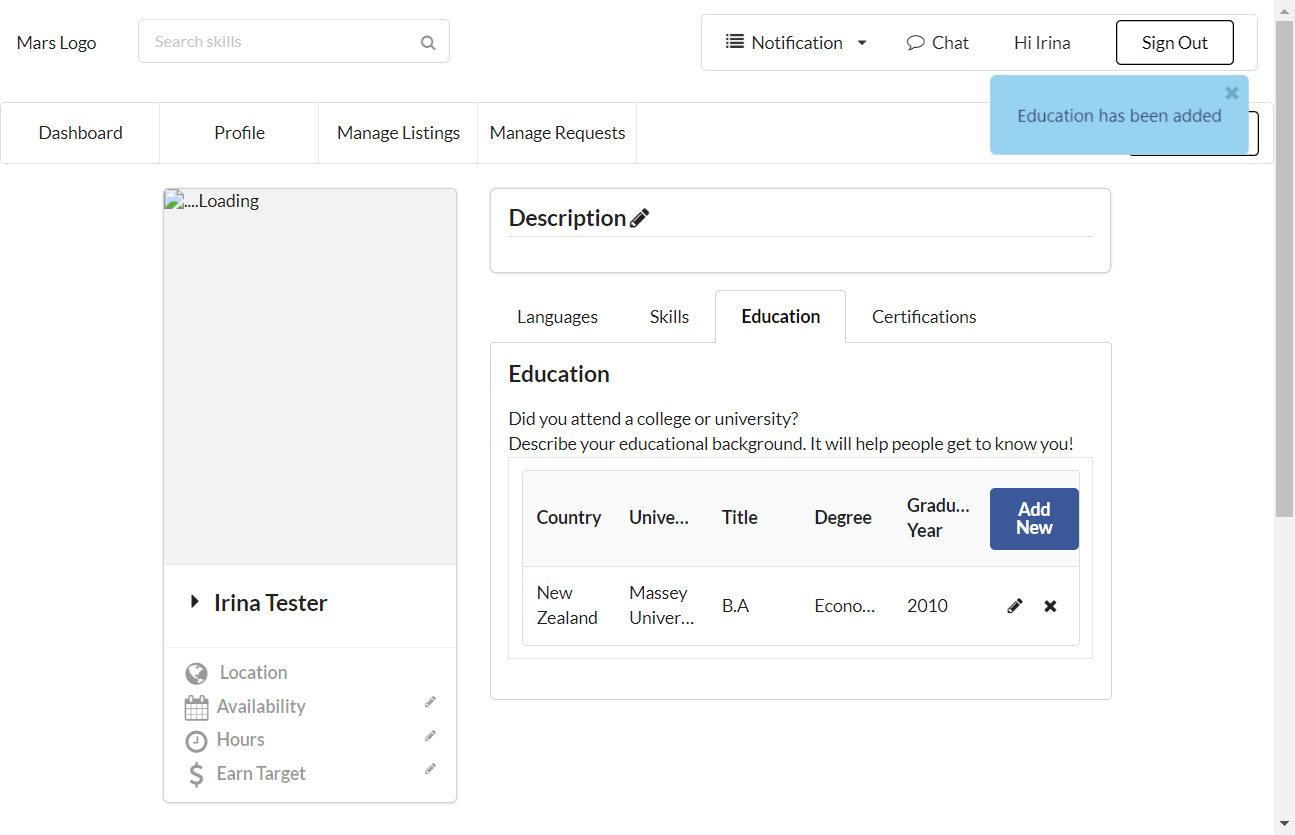 Mars Logo
Search skills
Notification
Chat
Hi Irina
Sign Out
Education has been added
Dashboard
Profile
Manage Listings
Manage Requests
....Loading
Description
Languages
Skills
Education
Certifications
Education
Did you attend a college or university?
Describe your educational background. It will help people get to know you!
Country
Unive...
Title
Degree
Gradu...
Year
Add
New
New
Zealand
Massey
Univer...
B.A
Econo...
2010
Irina Tester
Location
Availability
Hours
Earn Target